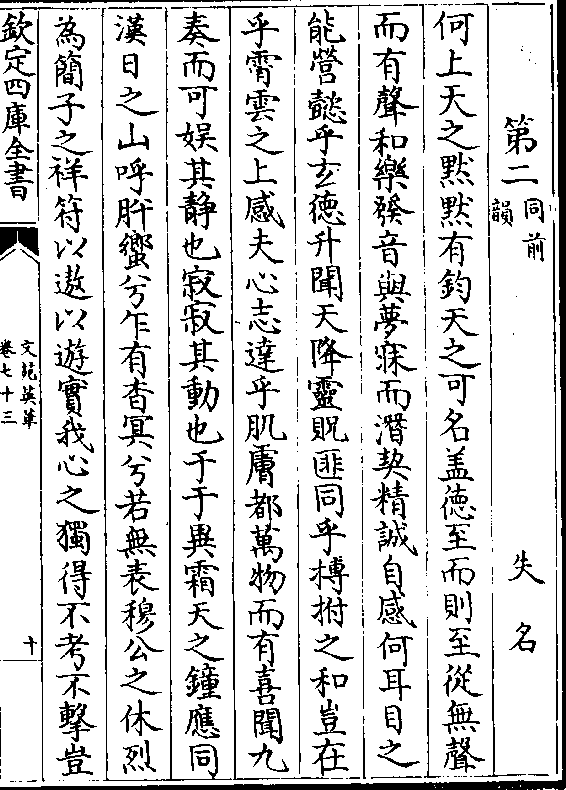 第二同前韻　失名
何上天之黙黙有鈞天之可名盖徳至而則至從無聲
而有聲和樂發音與夢寐而潛契精誠自感何耳目之
能營懿乎玄德升聞天降靈貺匪同乎搏拊之和豈在
乎霄雲之上感夫心志達乎肌膚都萬物而有喜聞九
奏而可娱其静也寂寂其動也于于異霜天之鐘應同
漢日之山呼肸蠁兮乍有杳冥兮若無表穆公之休烈
為簡子之祥符以遨以遊實我心之獨得不考不擊豈
欽定四庫全書
文苑英華
卷七十三
十